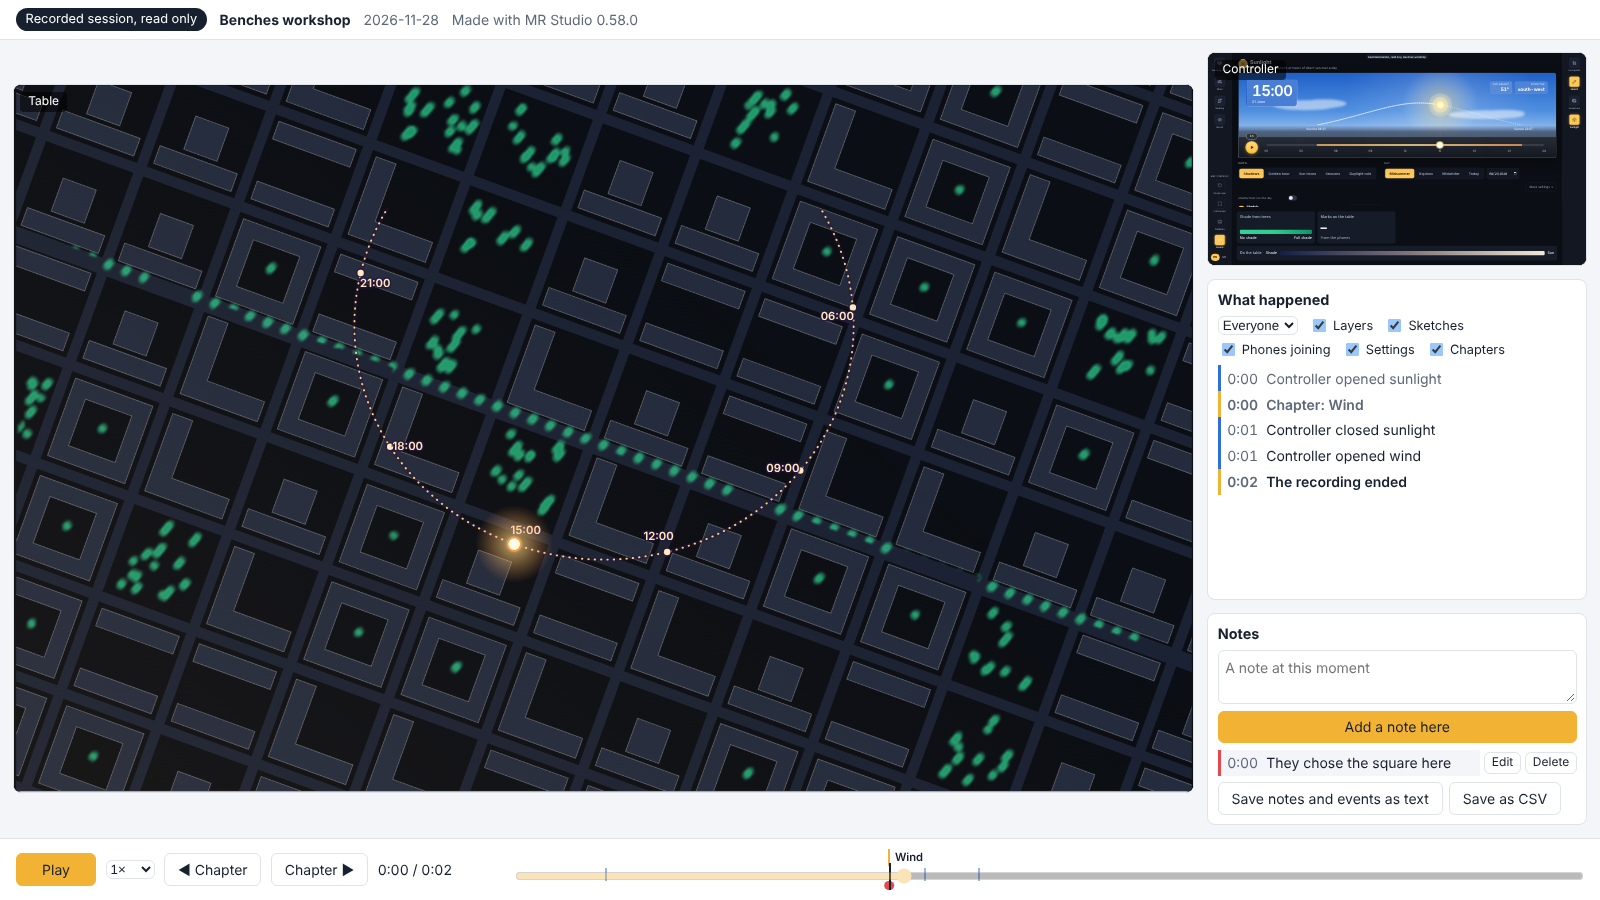 Recorded session, read only Benches workshop 2026-11-28 Made with MR Studio 0.58.0
Table
21:00
06:00
18:00
09:00
15:00
12:00
Controller
15:00
51°
south-west
What happened
Everyone Layers Sketches
Phones joining Settings Chapters
0:00 Controller opened sunlight
0:00 Chapter: Wind
0:01 Controller closed sunlight
0:01 Controller opened wind
0:02 The recording ended
Notes
A note at this moment
Add a note here
0:00 They chose the square here Edit Delete
Save notes and events as text Save as CSV
Wind
Play 1× ◀ Chapter Chapter ▶ 0:00 / 0:02